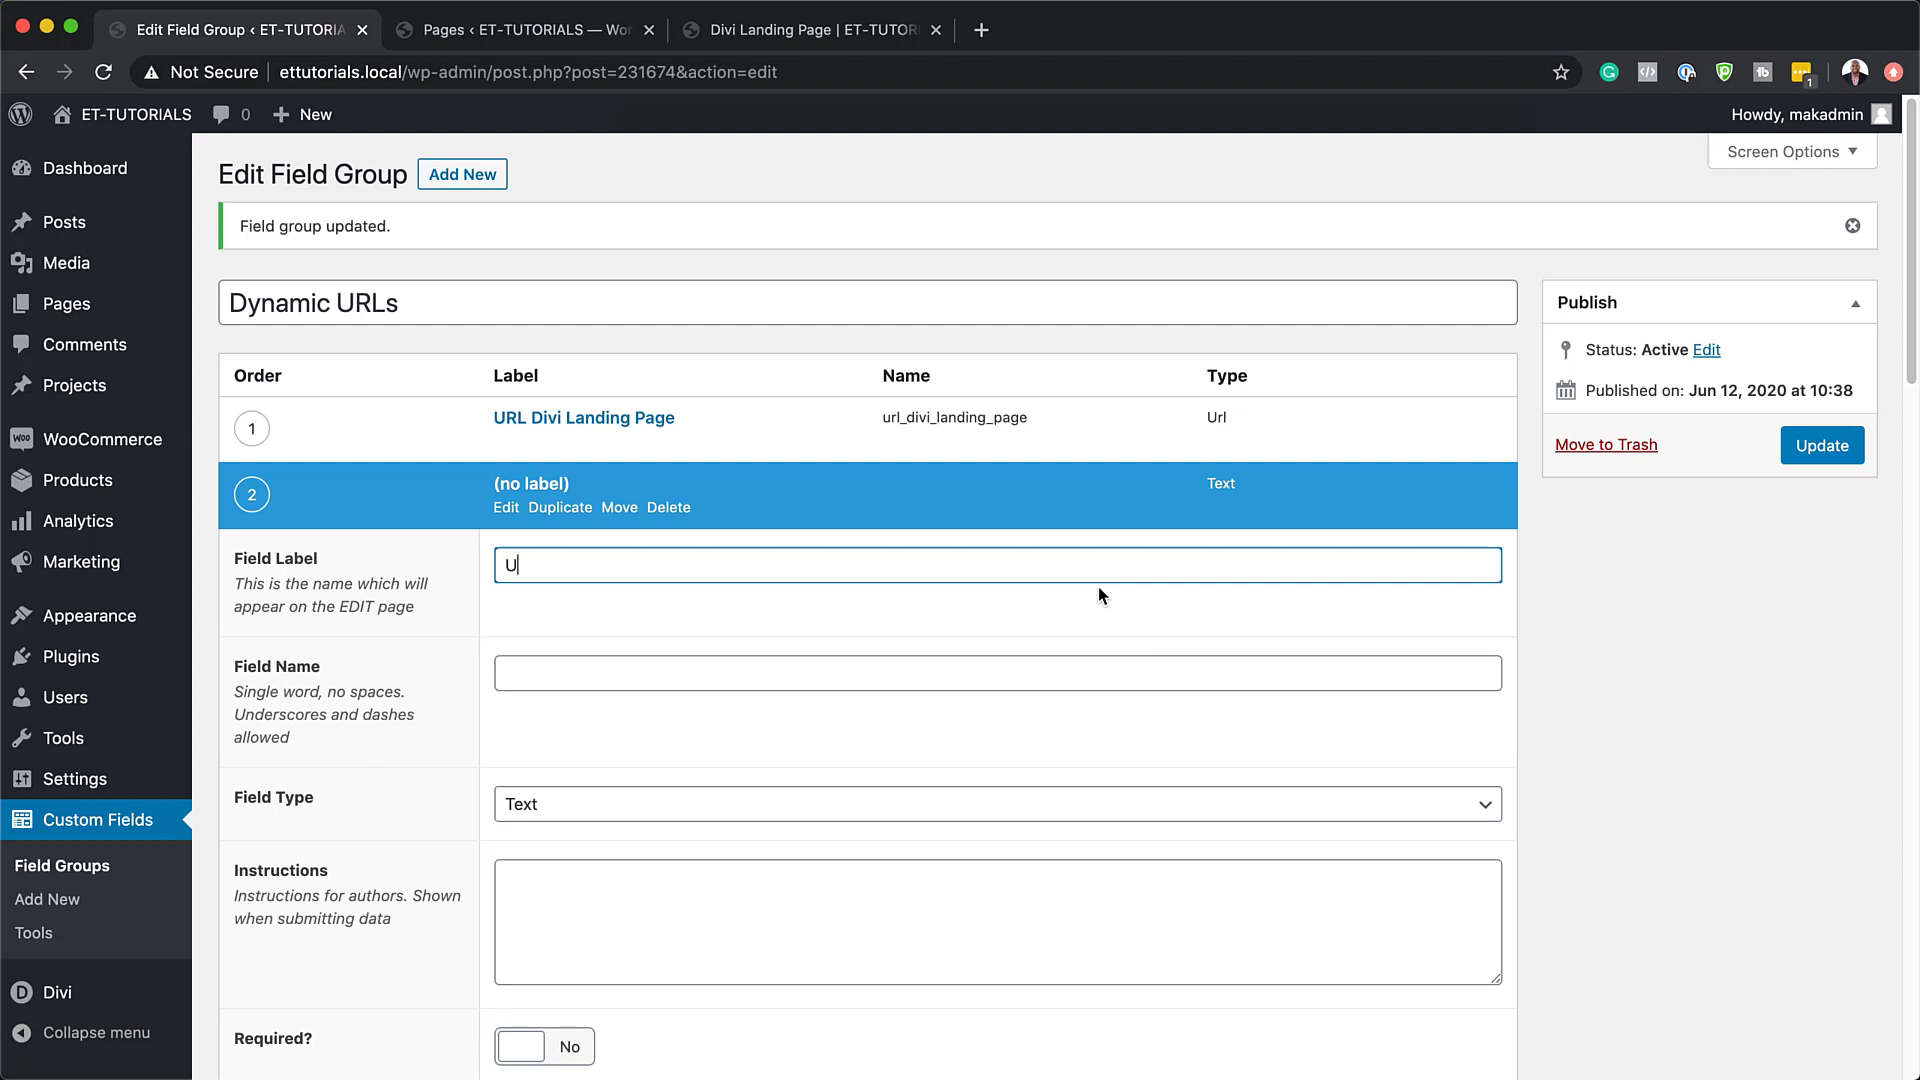 Edit Field Group ‹ ET-TUTORIA
Pages ‹ ET-TUTORIALS — Wor
Divi Landing Page | ET-TUTOR
Not Secure
ettutorials.local/wp-admin/post.php?post=231674&action=edit
1
ET-TUTORIALS
0
New
Howdy, makadmin
Screen Options
Dashboard
Posts
Media
Pages
Comments
Projects
WooCommerce
Products
Analytics
Marketing
Appearance
Plugins
Users
Tools
Settings
Custom Fields
Field Groups
Add New
Tools
Divi
Collapse menu
Edit Field Group
Add New
Field group updated.
Dynamic URLs
Order Label Name Type
1 URL Divi Landing Page url_divi_landing_page Url
2 (no label) Text
Edit Duplicate Move Delete
Field Label
This is the name which will
appear on the EDIT page
U
Field Name
Single word, no spaces.
Underscores and dashes
allowed
Field Type
Text
Instructions
Instructions for authors. Shown
when submitting data
Required?
No
Publish
Status: Active Edit
Published on: Jun 12, 2020 at 10:38
Move to Trash
Update